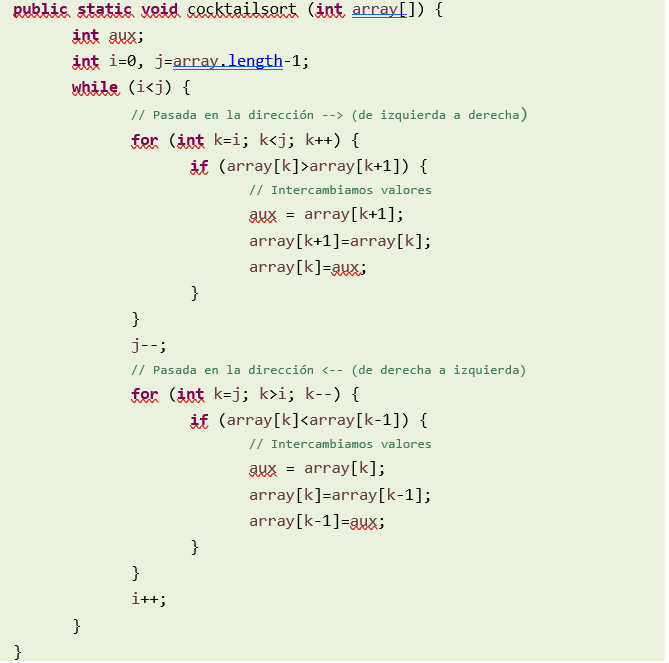 public static void cocktailsort (int array[]) {
int aux;
int i=0, j=array.length-1;
while (i<j) {
// Pasada en la dirección --> (de izquierda a derecha)
for (int k=i; k<j; k++) {
if (array[k]>array[k+1]) {
// Intercambiamos valores
aux = array[k+1];
array[k+1]=array[k];
array[k]=aux;
}
}
j--;
// Pasada en la dirección <-- (de derecha a izquierda)
for (int k=j; k>i; k--) {
if (array[k]<array[k-1]) {
// Intercambiamos valores
aux = array[k];
array[k]=array[k-1];
array[k-1]=aux;
}
}
i++;
}
}